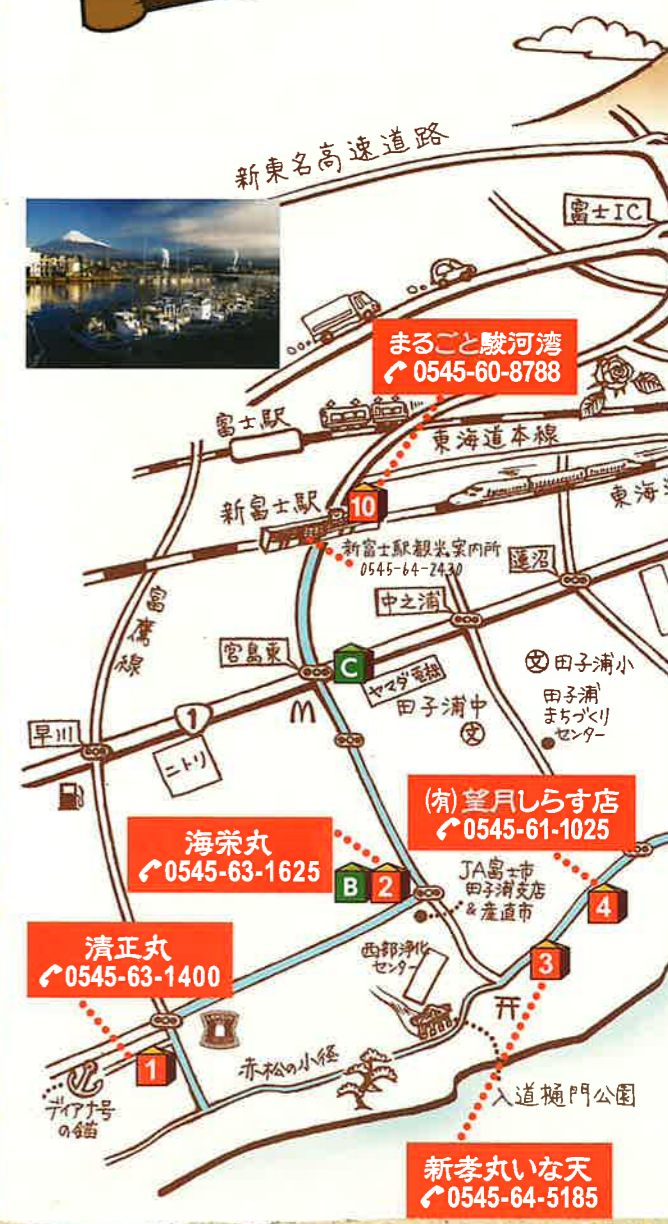 新東名高速道路
富士IC
まるごと駿河湾
0545-60-8788
富士駅
東海道本線
新富士駅
10
東海
新富士駅観光案内所
0545-64-2430
蓮沼
中之浦
富鷹線
宮島東
C
ヤマダ電機
文 田子浦小
田子浦中
文
田子浦
まちづくり
センター
1
早川
ニトリ
(有)望月しらす店
0545-61-1025
海栄丸
0545-63-1625
B
2
JA富士市
田子浦支店
&産直市
4
清正丸
0545-63-1400
西部浄化
センター
3
1
赤松の小径
ディアナ号
の錨
入道樋門公園
新孝丸いな天
0545-64-5185